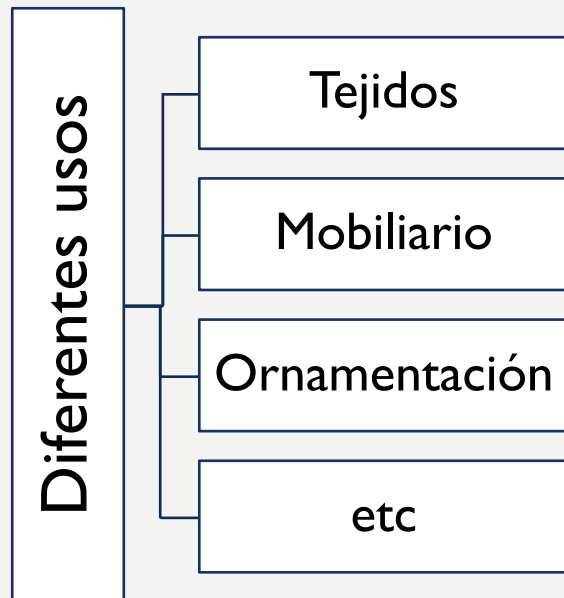 Diferentes usos
Tejidos
Mobiliario
Ornamentación
etc